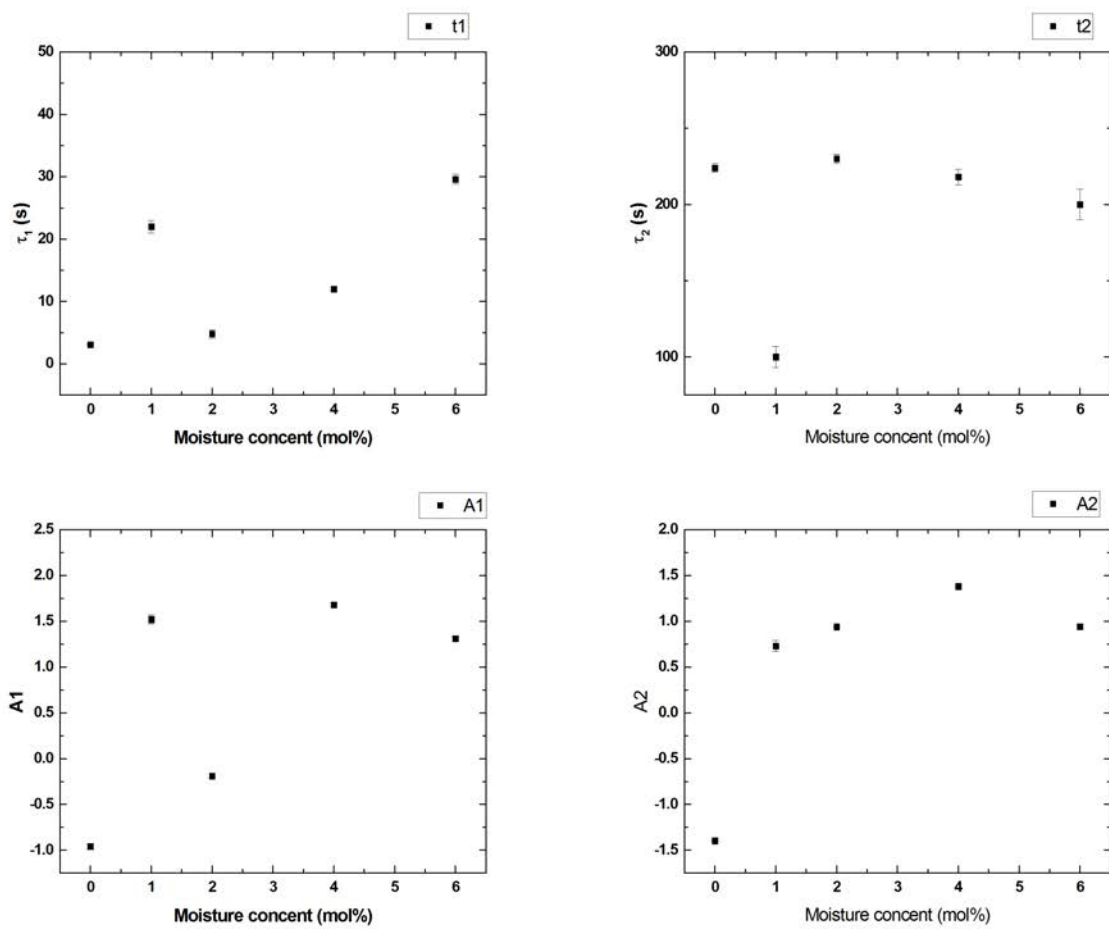 t1
50
40
30
20
10
0
τ1 (s)
0 1 2 3 4 5 6
Moisture concent (mol%)
t2
300
200
100
τ2 (s)
0 1 2 3 4 5 6
Moisture concent (mol%)
A1
2.5
2.0
1.5
1.0
0.5
0.0
-0.5
-1.0
A1
0 1 2 3 4 5 6
Moisture concent (mol%)
A2
2.0
1.5
1.0
0.5
0.0
-0.5
-1.0
-1.5
A2
0 1 2 3 4 5 6
Moisture concent (mol%)